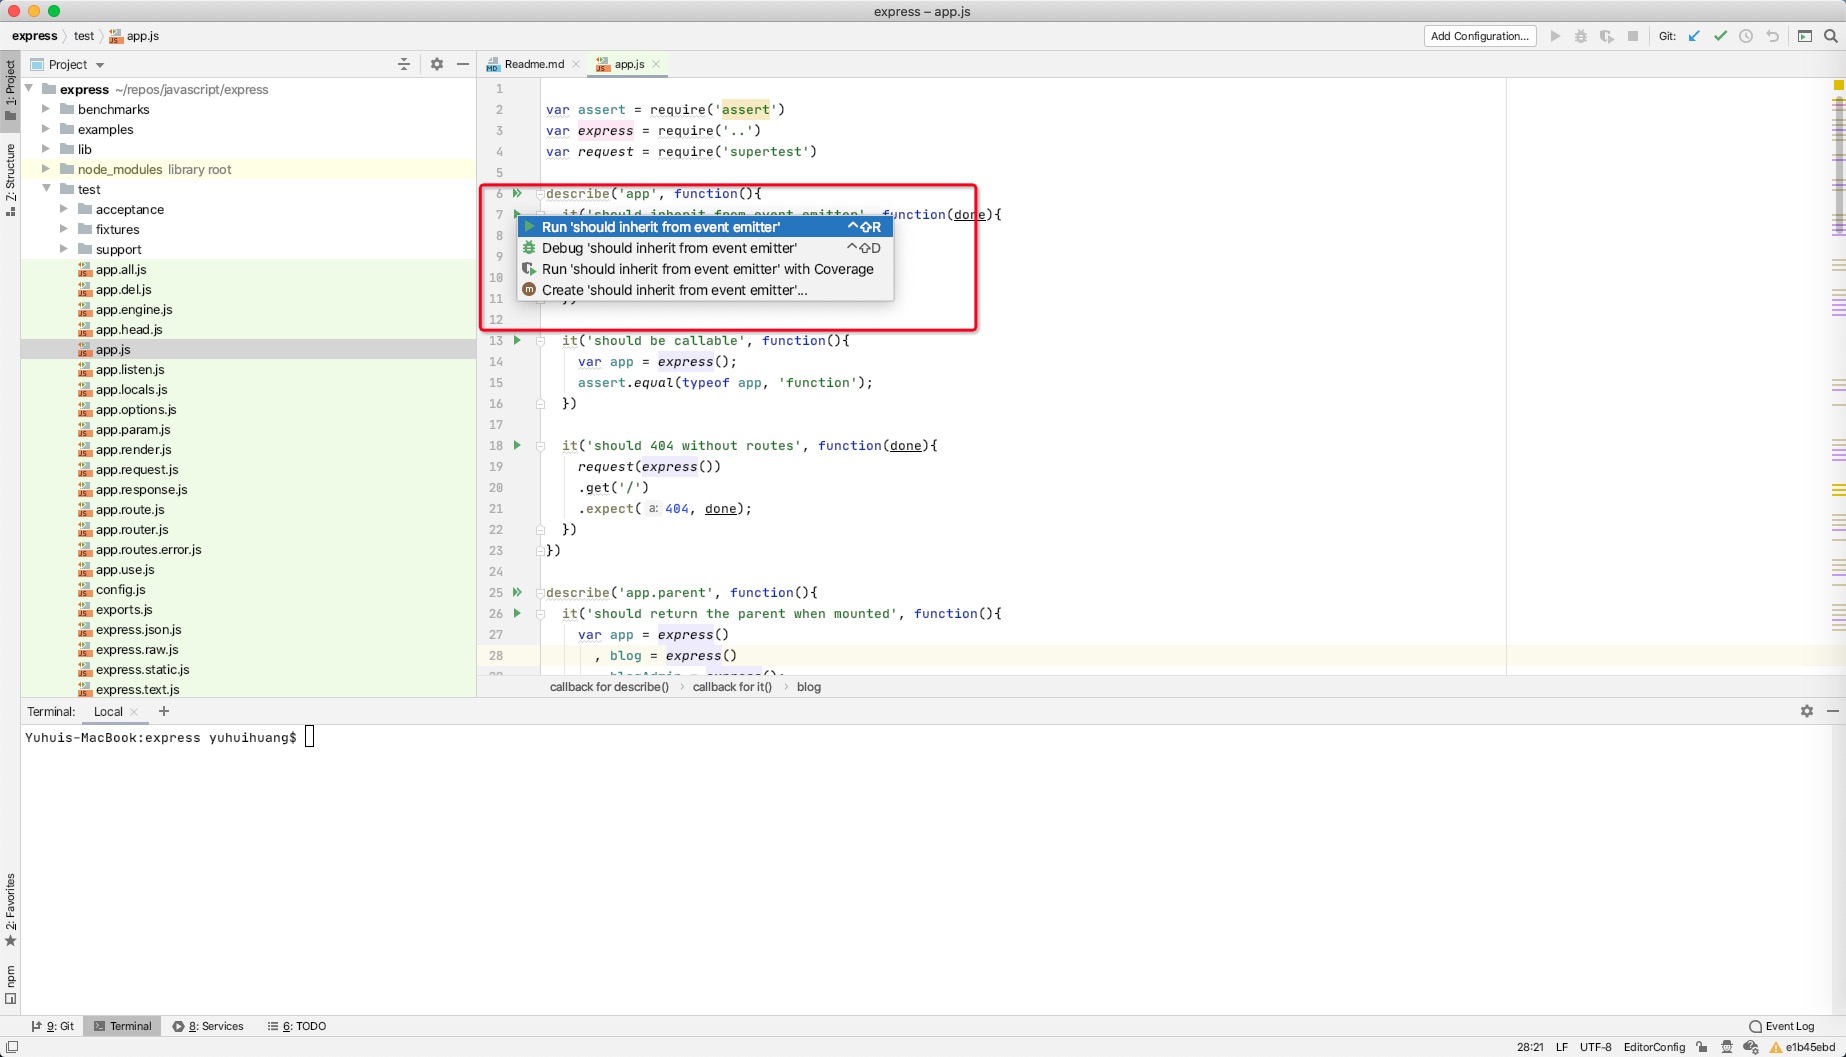 express – app.js
express test app.js
Add Configuration...
Git:
1: Project
Z: Structure
2: Favorites
npm
Project
express ~/repos/javascript/express
benchmarks
examples
lib
node_modules library root
test
acceptance
fixtures
support
app.all.js
app.del.js
app.engine.js
app.head.js
app.js
app.listen.js
app.locals.js
app.options.js
app.param.js
app.render.js
app.request.js
app.response.js
app.route.js
app.router.js
app.routes.error.js
app.use.js
config.js
exports.js
express.json.js
express.raw.js
express.static.js
express.text.js
Readme.md app.js
1
2 var assert = require('assert')
3 var express = require('..')
4 var request = require('supertest')
5
6 describe('app', function(){
7 it('should inherit from event emitter', function(done){
Run 'should inherit from event emitter' ^⇧R
8
Debug 'should inherit from event emitter' ^⇧D
9
Run 'should inherit from event emitter' with Coverage
10
Create 'should inherit from event emitter'...
11 })
12
13 it('should be callable', function(){
14 var app = express();
15 assert.equal(typeof app, 'function');
16 })
17
18 it('should 404 without routes', function(done){
19 request(express())
20 .get('/')
21 .expect( a: 404, done);
22 })
23 })
24
25 describe('app.parent', function(){
26 it('should return the parent when mounted', function(){
27 var app = express()
28 , blog = express()
29 blogAdmin = express();
callback for describe() callback for it() blog
Terminal: Local
Yuhuis-MacBook:express yuhuihuang$
9: Git Terminal 8: Services 6: TODO Event Log
28:21 LF UTF-8 EditorConfig e1b45ebd